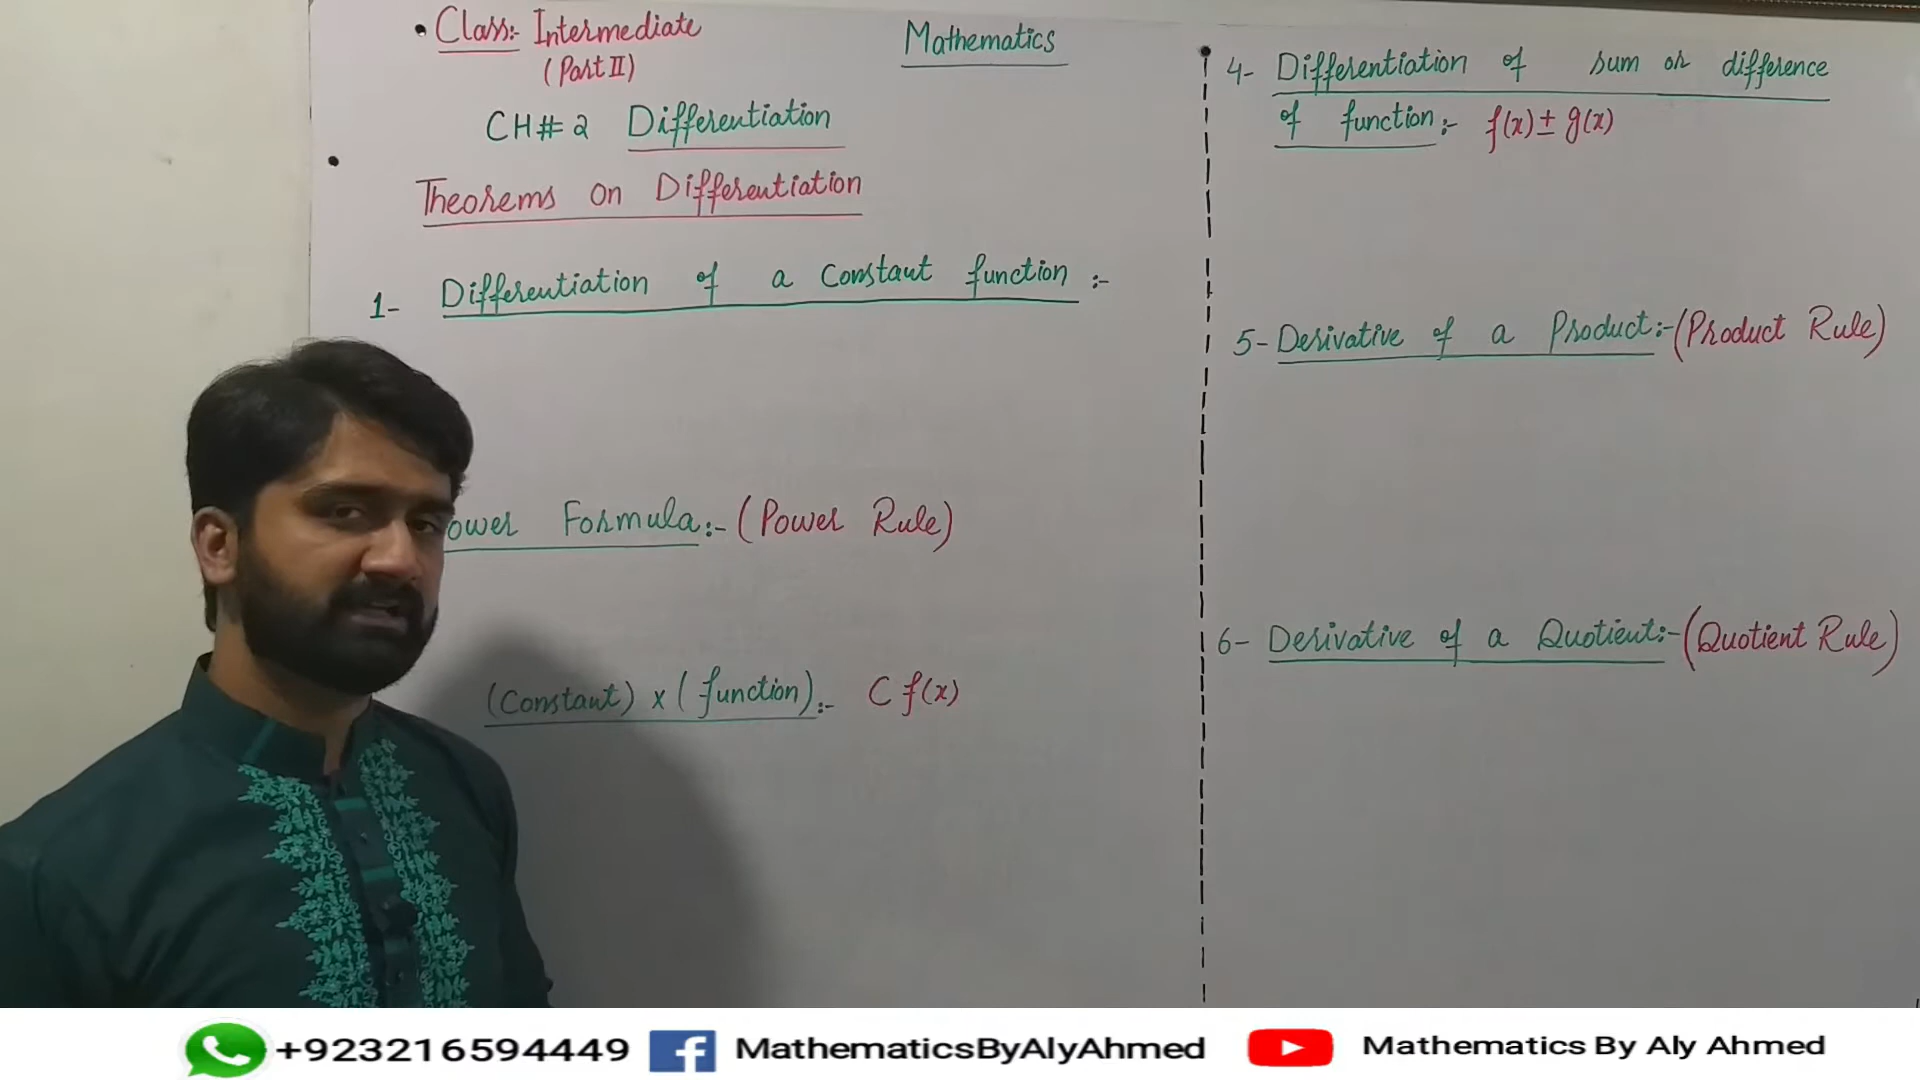 • Class:- Intermediate
(Part II)
Mathematics
CH# 2 Differentiation
Theorems on Differentiation
1- Differentiation of a Constant function :-
ower Formula:- (Power Rule)
(Constant) x (function):- C f(x)
4- Differentiation of sum or difference
of function:- f(x) ± g(x)
5- Derivative of a Product:- (Product Rule)
6- Derivative of a Quotient:- (Quotient Rule)
+923216594449 MathematicsByAlyAhmed Mathematics By Aly Ahmed